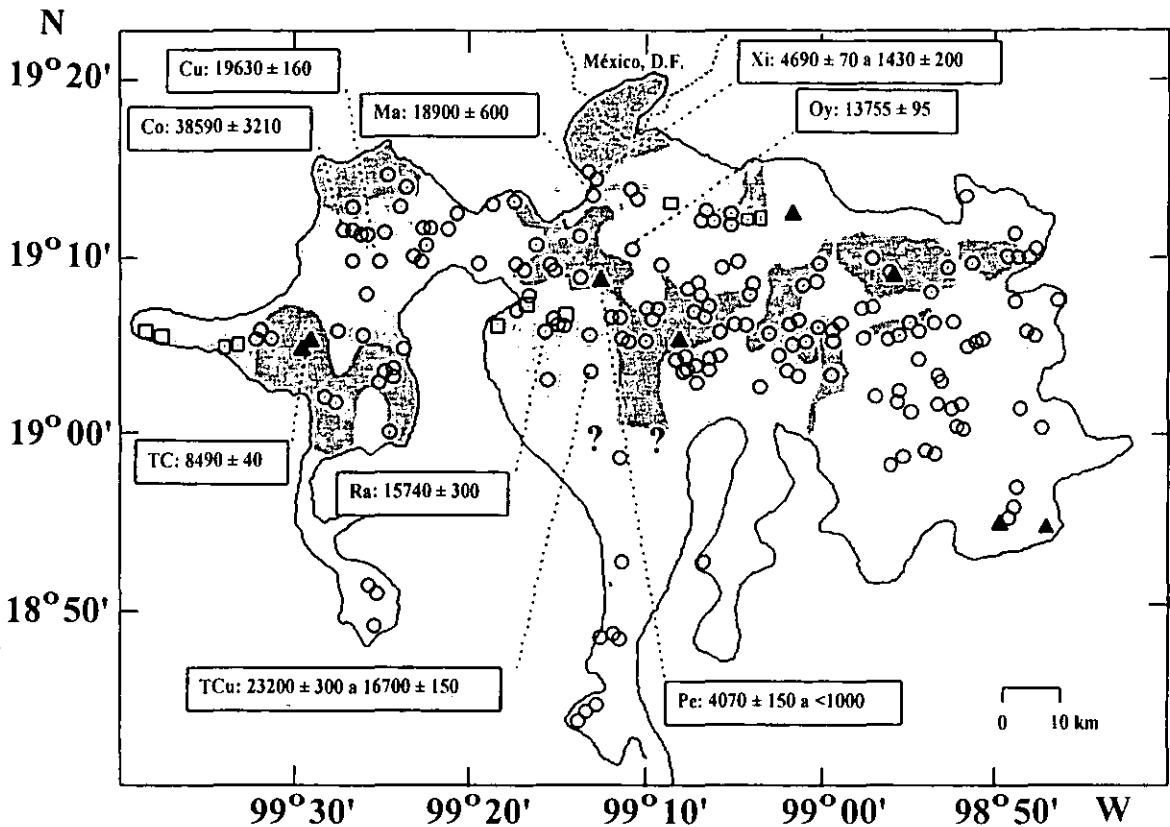 N
19° 20'
19° 10'
19° 00'
18° 50'
México, D.F.
Cu: 19630 ± 160
Xi: 4690 ± 70 a 1430 ± 200
Ma: 18900 ± 600
Oy: 13755 ± 95
Co: 38590 ± 3210
? ?
TC: 8490 ± 40
Ra: 15740 ± 300
TCu: 23200 ± 300 a 16700 ± 150
Pe: 4070 ± 150 a <1000
0 10 km
99° 30' 99° 20' 99° 10' 99° 00' 98° 50' W